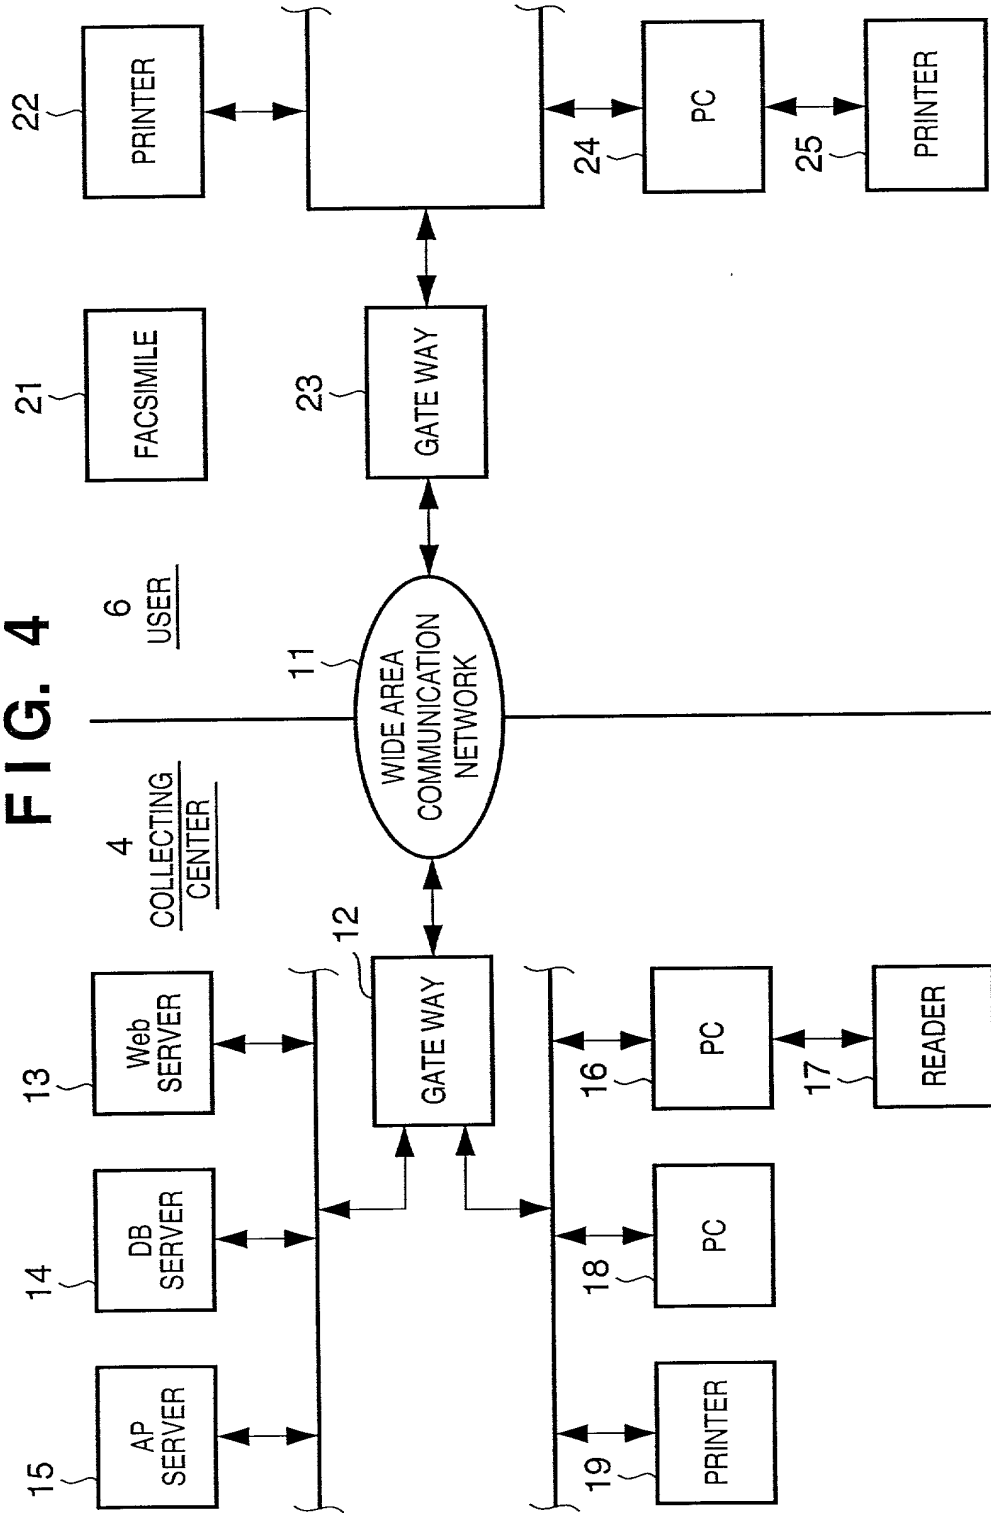 FIG. 4
4
COLLECTING
CENTER
6
USER
15
AP
SERVER
14
DB
SERVER
13
Web
SERVER
21
FACSIMILE
22
PRINTER
12
GATE WAY
11
WIDE AREA
COMMUNICATION
NETWORK
23
GATE WAY
19
PRINTER
18
PC
16
PC
17
READER
24
PC
25
PRINTER